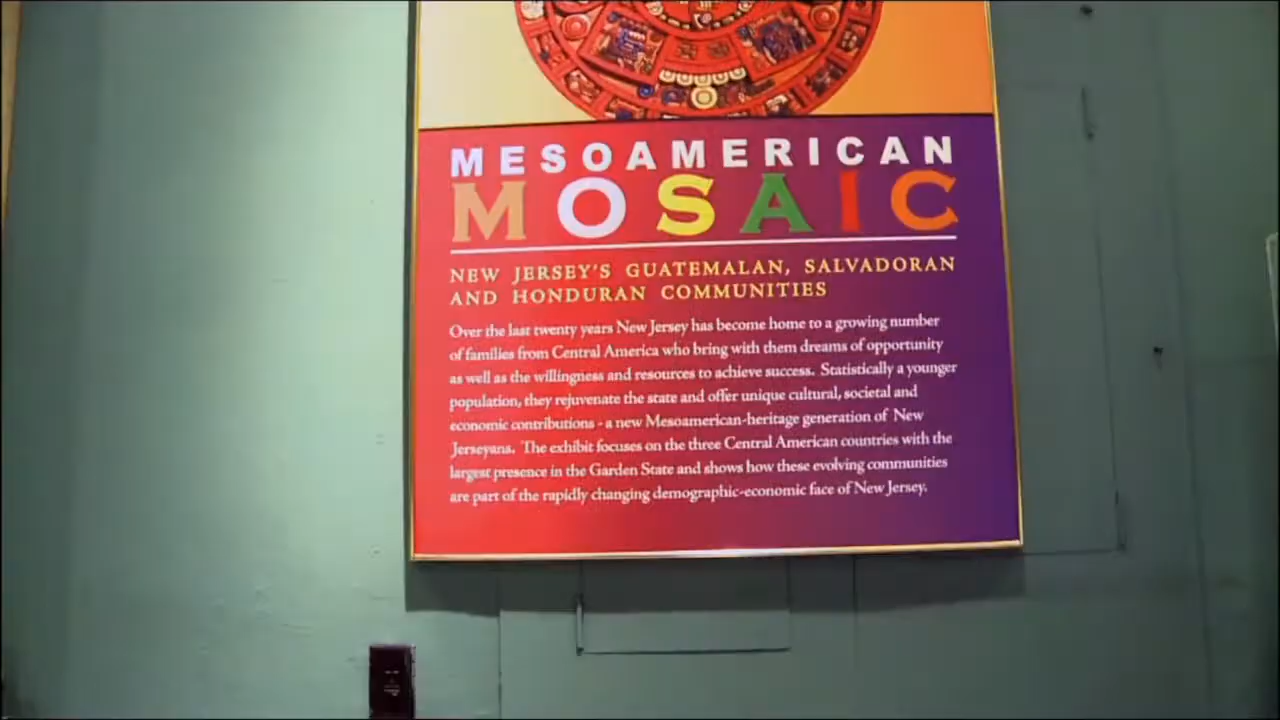 MESOAMERICAN
MOSAIC
NEW JERSEY'S GUATEMALAN, SALVADORAN
AND HONDURAN COMMUNITIES
Over the last twenty years New Jersey has become home to a growing number
of families from Central America who bring with them dreams of opportunity
as well as the willingness and resources to achieve success. Statistically a younger
population, they rejuvenate the state and offer unique cultural, societal and
economic contributions - a new Mesoamerican-heritage generation of New
Jerseyans. The exhibit focuses on the three Central American countries with the
largest presence in the Garden State and shows how these evolving communities
are part of the rapidly changing demographic-economic face of New Jersey.